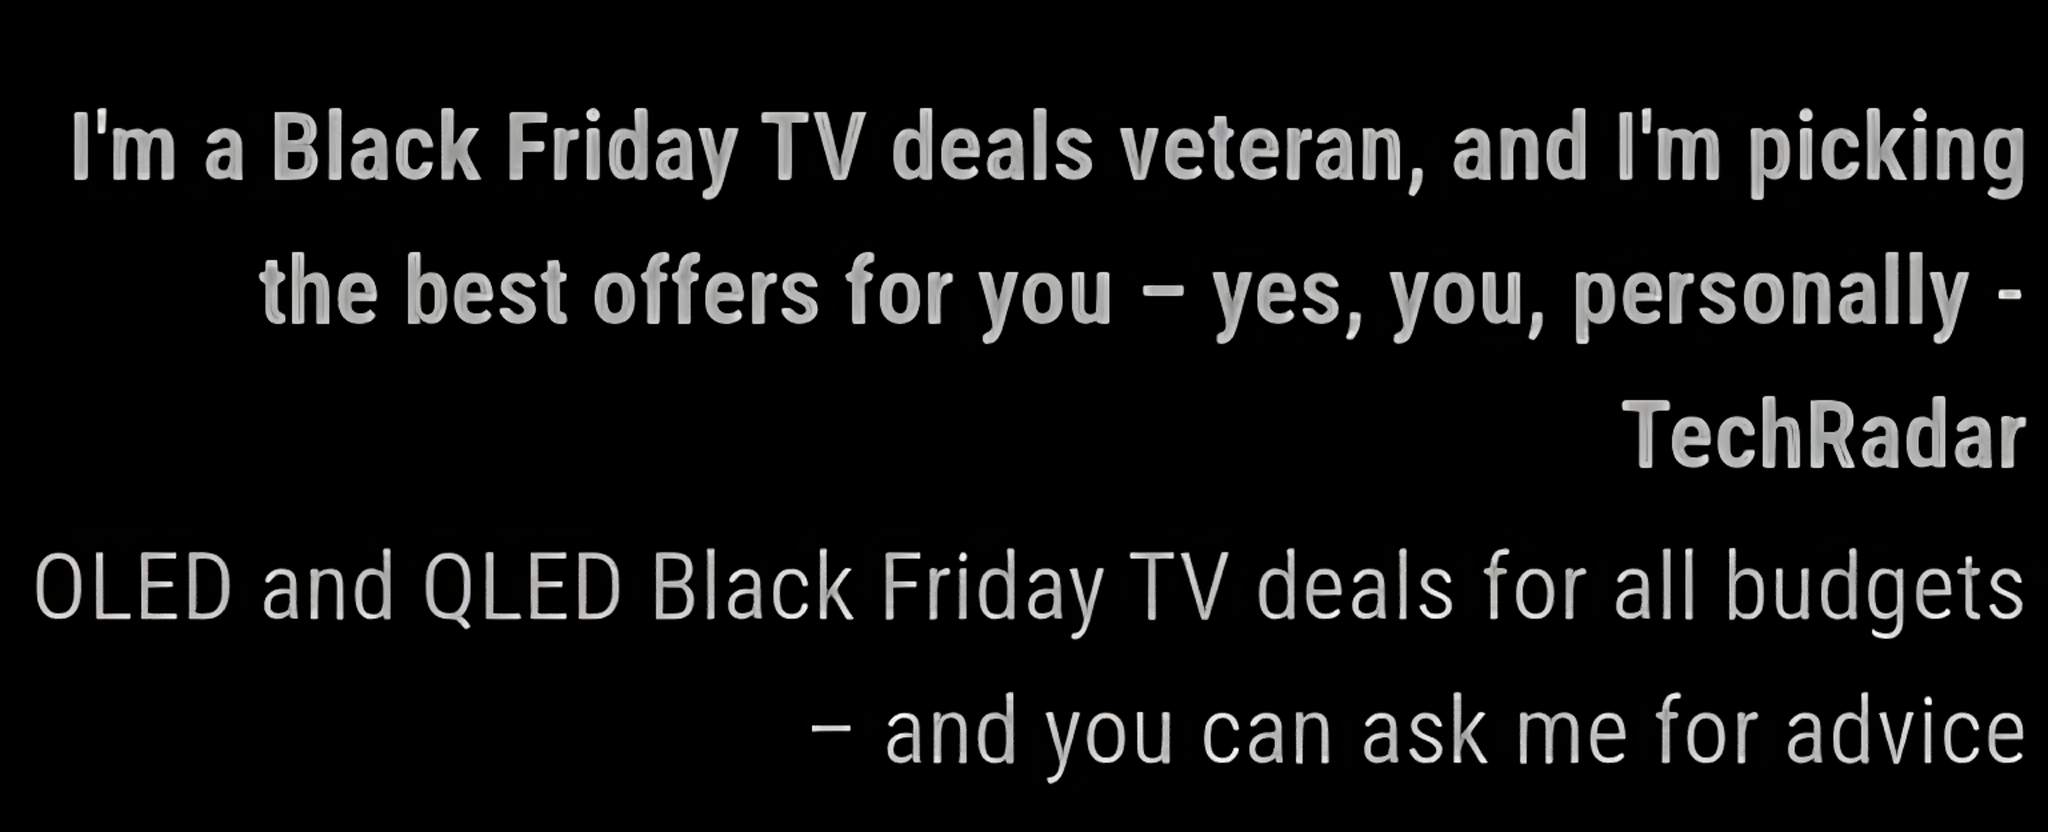 I'm a Black Friday TV deals veteran, and I'm picking
the best offers for you – yes, you, personally -
TechRadar
OLED and QLED Black Friday TV deals for all budgets
– and you can ask me for advice